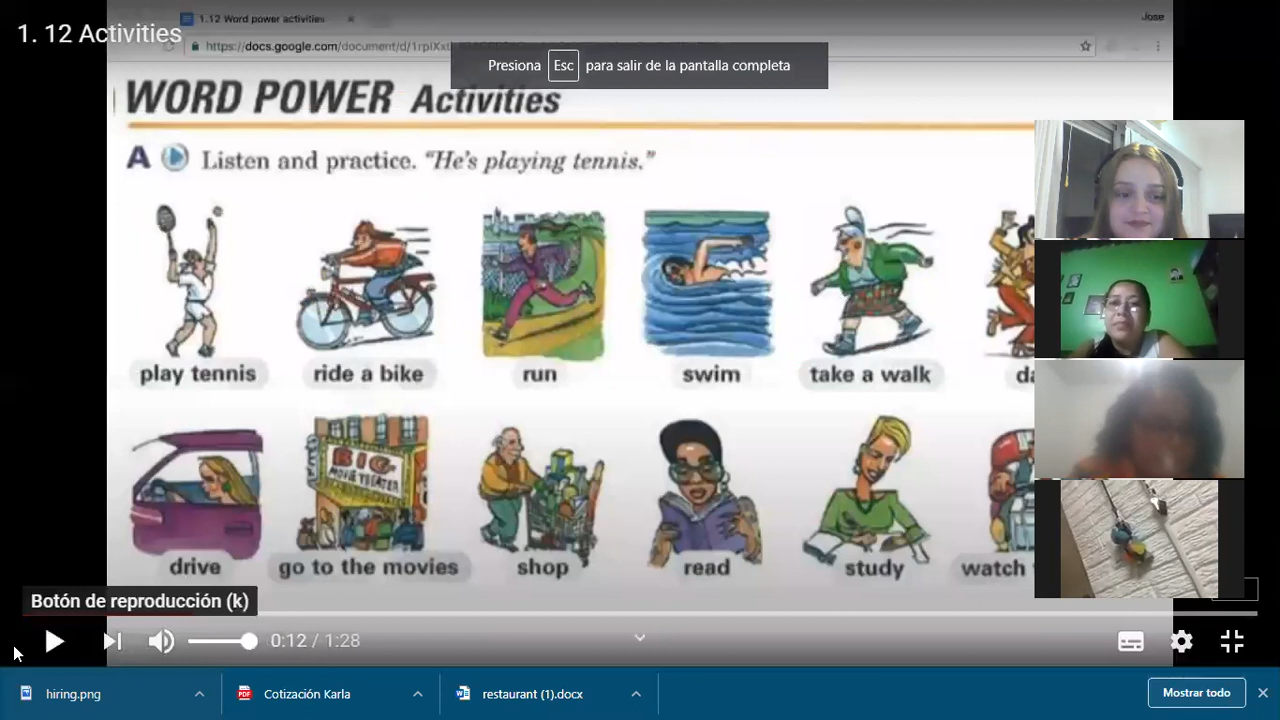 1.12 Word power activities
Jose
1. 12 Activities
https://docs.google.com/document/d/1rpiXxt
Presiona Esc para salir de la pantalla completa
WORD POWER Activities
A Listen and practice. "He's playing tennis."
play tennis ride a bike run swim take a walk
BIG
MOVIE THEATER
drive go to the movies shop read study watch
Botón de reproducción (k)
0:12 / 1:28
hiring.png Cotización Karla restaurant (1).docx Mostrar todo